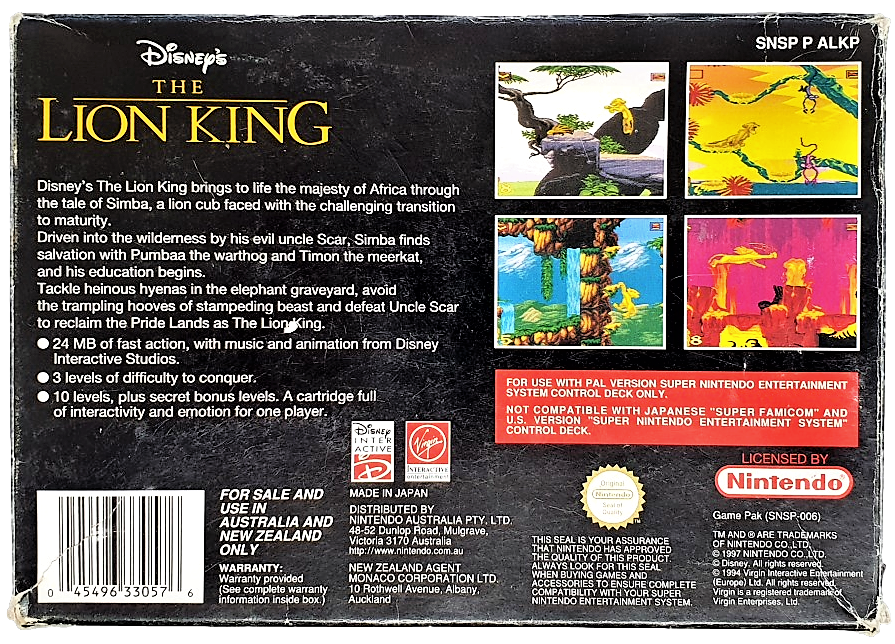 SNSP P ALKP
Disney's
THE
LION KING
Disney's The Lion King brings to life the majesty of Africa through
the tale of Simba, a lion cub faced with the challenging transition
to maturity.
Driven into the wilderness by his evil uncle Scar, Simba finds
salvation with Pumbaa the warthog and Timon the meerkat,
and his education begins.
Tackle heinous hyenas in the elephant graveyard, avoid
the trampling hooves of stampeding beast and defeat Uncle Scar
to reclaim the Pride Lands as The Lion King.
● 24 MB of fast action, with music and animation from Disney
Interactive Studios.
● 3 levels of difficulty to conquer.
● 10 levels, plus secret bonus levels. A cartridge full
of interactivity and emotion for one player.
8
5
8
FOR USE WITH PAL VERSION SUPER NINTENDO ENTERTAINMENT
SYSTEM CONTROL DECK ONLY.
NOT COMPATIBLE WITH JAPANESE "SUPER FAMICOM" AND
U.S. VERSION "SUPER NINTENDO ENTERTAINMENT SYSTEM"
CONTROL DECK.
DISNEY
INTER
ACTIVE
D
Virgin
INTERACTIVE
entertainment
0 45496 33057 6
FOR SALE AND
USE IN
AUSTRALIA AND
NEW ZEALAND
ONLY
WARRANTY:
Warranty provided
(See complete warranty
information inside box.)
MADE IN JAPAN
DISTRIBUTED BY
NINTENDO AUSTRALIA PTY. LTD.
48-52 Dunlop Road, Mulgrave,
Victoria 3170 Australia
http://www.nintendo.com.au
NEW ZEALAND AGENT
MONACO CORPORATION LTD.
10 Rothwell Avenue, Albany,
Auckland
Original
Nintendo
Seal of
Quality
TM
THIS SEAL IS YOUR ASSURANCE
THAT NINTENDO HAS APPROVED
THE QUALITY OF THIS PRODUCT.
ALWAYS LOOK FOR THIS SEAL
WHEN BUYING GAMES AND
ACCESSORIES TO ENSURE COMPLETE
COMPATIBILITY WITH YOUR SUPER
NINTENDO ENTERTAINMENT SYSTEM.
LICENSED BY
Nintendo®
Game Pak (SNSP-006)
TM AND ® ARE TRADEMARKS
OF NINTENDO CO.,LTD.
© 1997 NINTENDO CO.,LTD.
© Disney. All rights reserved.
© 1994 Virgin Interactive Entertainment
(Europe) Ltd. All rights reserved.
Virgin is a registered trademark of
Virgin Enterprises, Ltd.